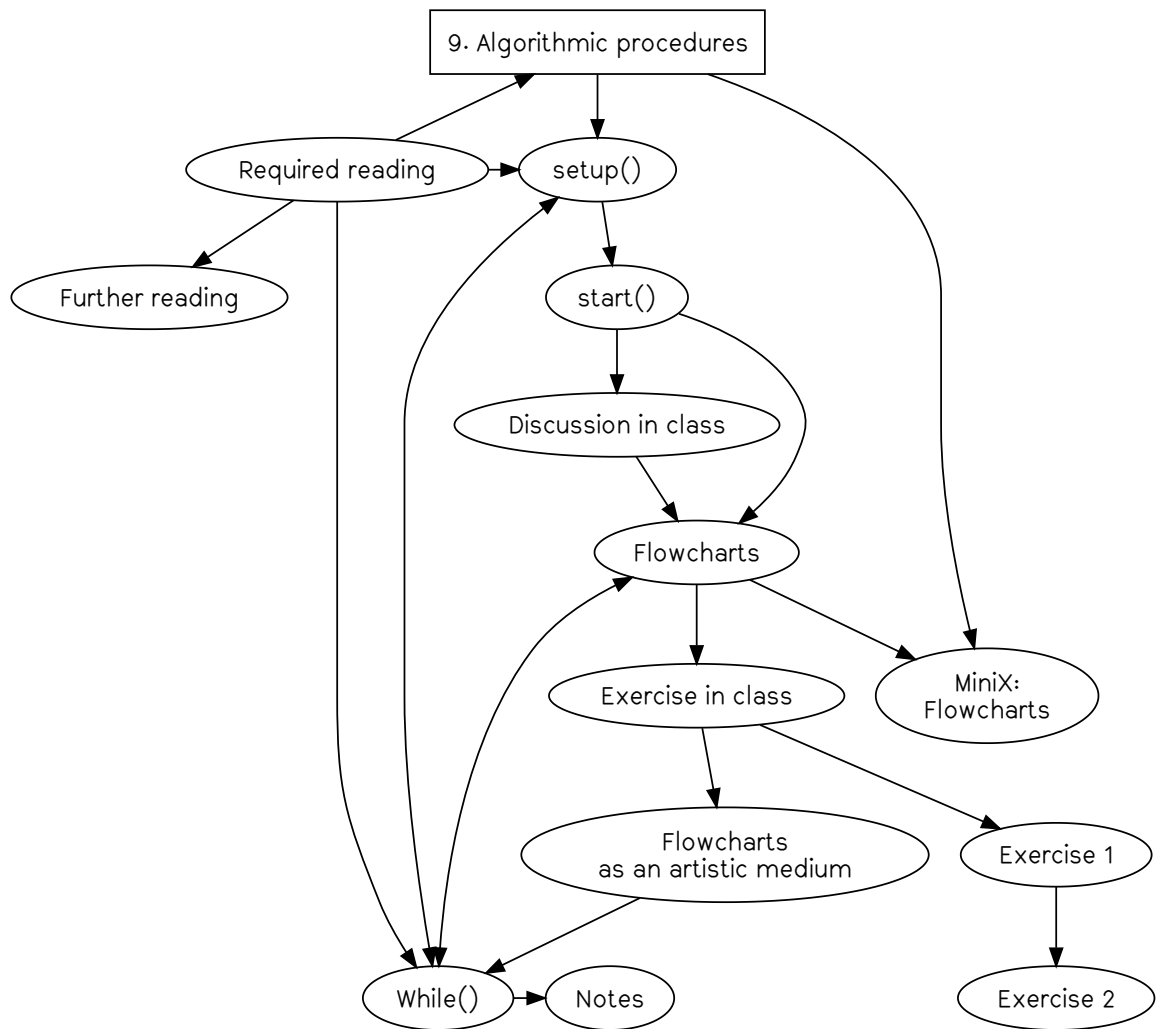 9. Algorithmic procedures
Required reading
setup()
Further reading
start()
Discussion in class
Flowcharts
Exercise in class
MiniX:
Flowcharts
Flowcharts
as an artistic medium
Exercise 1
While()
Notes
Exercise 2